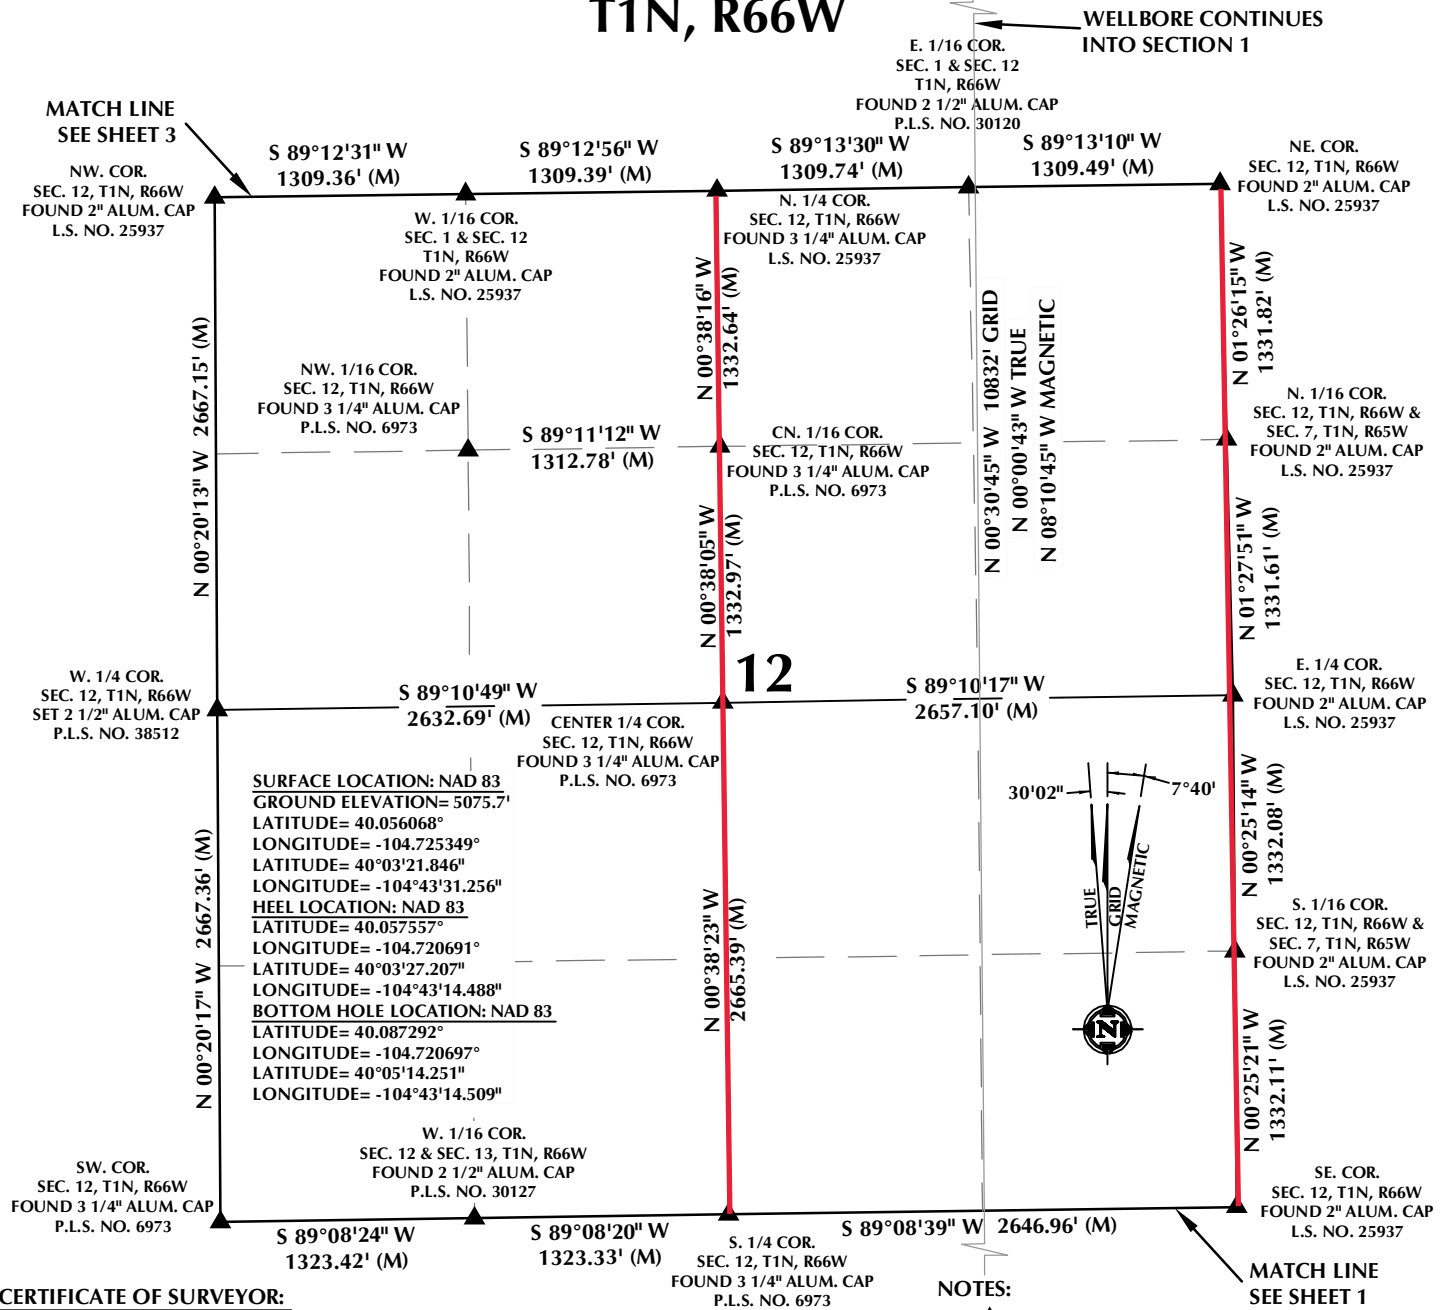 T1N, R66W
WELLBORE CONTINUES
INTO SECTION 1
E. 1/16 COR.
SEC. 1 & SEC. 12
T1N, R66W
FOUND 2 1/2" ALUM. CAP
P.L.S. NO. 30120
MATCH LINE
SEE SHEET 3
NW. COR.
SEC. 12, T1N, R66W
FOUND 2" ALUM. CAP
L.S. NO. 25937
S 89°12'31" W
1309.36' (M)
S 89°12'56" W
1309.39' (M)
S 89°13'30" W
1309.74' (M)
S 89°13'10" W
1309.49' (M)
NE. COR.
SEC. 12, T1N, R66W
FOUND 2" ALUM. CAP
L.S. NO. 25937
W. 1/16 COR.
SEC. 1 & SEC. 12
T1N, R66W
FOUND 2" ALUM. CAP
L.S. NO. 25937
N. 1/4 COR.
SEC. 12, T1N, R66W
FOUND 3 1/4" ALUM. CAP
L.S. NO. 25937
N 00°20'13" W 2667.15' (M)
N 00°38'16" W
1332.64' (M)
N 00°30'45" W 10832' GRID
N 00°00'43" W TRUE
N 08°10'45" W MAGNETIC
N 01°26'15" W
1331.82' (M)
NW. 1/16 COR.
SEC. 12, T1N, R66W
FOUND 3 1/4" ALUM. CAP
P.L.S. NO. 6973
S 89°11'12" W
1312.78' (M)
CN. 1/16 COR.
SEC. 12, T1N, R66W
FOUND 3 1/4" ALUM. CAP
P.L.S. NO. 6973
N. 1/16 COR.
SEC. 12, T1N, R66W &
SEC. 7, T1N, R65W
FOUND 2" ALUM. CAP
L.S. NO. 25937
N 00°38'05" W
1332.97' (M)
N 01°27'51" W
1331.61' (M)
12
W. 1/4 COR.
SEC. 12, T1N, R66W
SET 2 1/2" ALUM. CAP
P.L.S. NO. 38512
S 89°10'49" W
2632.69' (M)
CENTER 1/4 COR.
SEC. 12, T1N, R66W
FOUND 3 1/4" ALUM. CAP
P.L.S. NO. 6973
S 89°10'17" W
2657.10' (M)
E. 1/4 COR.
SEC. 12, T1N, R66W
FOUND 2" ALUM. CAP
L.S. NO. 25937
SURFACE LOCATION: NAD 83
GROUND ELEVATION= 5075.7'
LATITUDE= 40.056068°
LONGITUDE= -104.725349°
LATITUDE= 40°03'21.846"
LONGITUDE= -104°43'31.256"
HEEL LOCATION: NAD 83
LATITUDE= 40.057557°
LONGITUDE= -104.720691°
LATITUDE= 40°03'27.207"
LONGITUDE= -104°43'14.488"
BOTTOM HOLE LOCATION: NAD 83
LATITUDE= 40.087292°
LONGITUDE= -104.720697°
LATITUDE= 40°05'14.251"
LONGITUDE= -104°43'14.509"
N 00°20'17" W 2667.36' (M)
N 00°38'23" W
2665.39' (M)
30'02"
7°40'
TRUE
GRID
MAGNETIC
N
N 00°25'14" W
1332.08' (M)
S. 1/16 COR.
SEC. 12, T1N, R66W &
SEC. 7, T1N, R65W
FOUND 2" ALUM. CAP
L.S. NO. 25937
N 00°25'21" W
1332.11' (M)
W. 1/16 COR.
SEC. 12 & SEC. 13, T1N, R66W
FOUND 2 1/2" ALUM. CAP
P.L.S. NO. 30127
SW. COR.
SEC. 12, T1N, R66W
FOUND 3 1/4" ALUM. CAP
P.L.S. NO. 6973
SE. COR.
SEC. 12, T1N, R66W
FOUND 2" ALUM. CAP
L.S. NO. 25937
S 89°08'24" W
1323.42' (M)
S 89°08'20" W
1323.33' (M)
S 89°08'39" W 2646.96' (M)
S. 1/4 COR.
SEC. 12, T1N, R66W
FOUND 3 1/4" ALUM. CAP
P.L.S. NO. 6973
MATCH LINE
SEE SHEET 1
CERTIFICATE OF SURVEYOR:
NOTES: